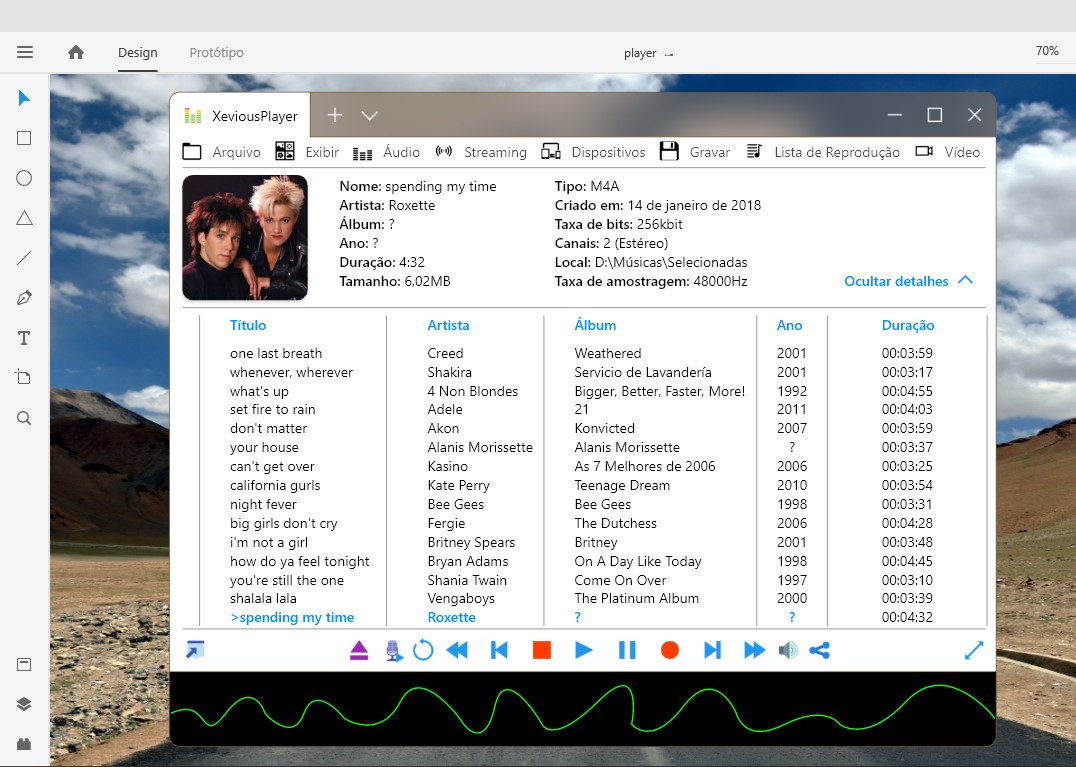 Design Protótipo player 70%
XeviousPlayer
Arquivo Exibir Áudio Streaming Dispositivos Gravar Lista de Reprodução Vídeo
Nome: spending my time Tipo: M4A
Artista: Roxette Criado em: 14 de janeiro de 2018
Álbum: ? Taxa de bits: 256kbit
Ano: ? Canais: 2 (Estéreo)
Duração: 4:32 Local: D:\Músicas\Selecionadas
Tamanho: 6,02MB Taxa de amostragem: 48000Hz Ocultar detalhes
Título Artista Álbum Ano Duração
one last breath Creed Weathered 2001 00:03:59
whenever, wherever Shakira Servicio de Lavandería 2001 00:03:17
what's up 4 Non Blondes Bigger, Better, Faster, More! 1992 00:04:55
set fire to rain Adele 21 2011 00:04:03
don't matter Akon Konvicted 2007 00:03:59
your house Alanis Morissette Alanis Morissette ? 00:03:37
can't get over Kasino As 7 Melhores de 2006 2006 00:03:25
california gurls Kate Perry Teenage Dream 2010 00:03:54
night fever Bee Gees Bee Gees 1998 00:03:31
big girls don't cry Fergie The Dutchess 2006 00:04:28
i'm not a girl Britney Spears Britney 2001 00:03:48
how do ya feel tonight Bryan Adams On A Day Like Today 1998 00:04:45
you're still the one Shania Twain Come On Over 1997 00:03:10
shalala lala Vengaboys The Platinum Album 2000 00:03:39
>spending my time Roxette ? ? 00:04:32